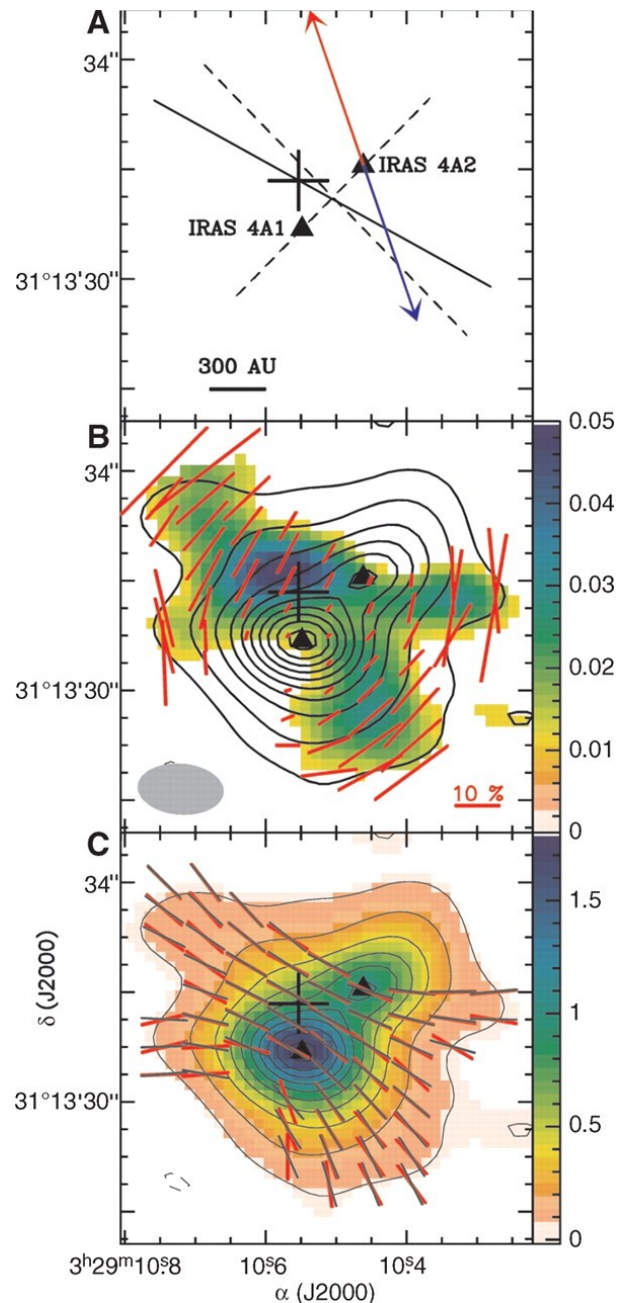 A
34"
IRAS 4A2
IRAS 4A1
31°13'30"
300 AU
B
0.05
34"
0.04
0.03
31°13'30"
0.02
0.01
10 %
0
C
34"
1.5
δ (J2000)
1
31°13'30"
0.5
0
3ʰ29ᵐ10ˢ.8
10ˢ.6
10ˢ.4
α (J2000)